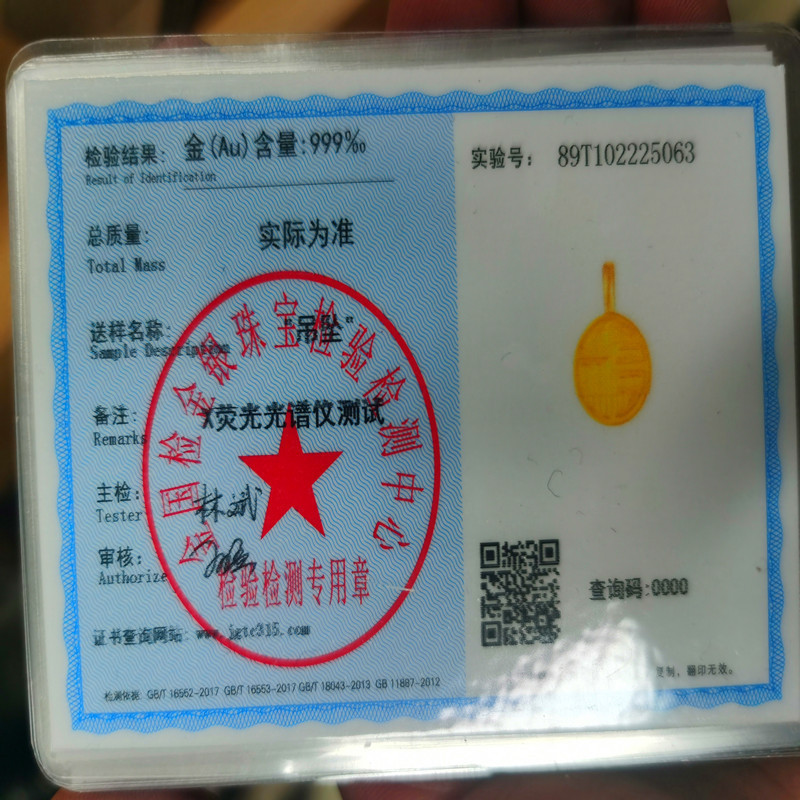 检验结果: 金(Au)含量:999‰
Result of Identification
总质量: 实际为准
Total Mass
送样名称: "吊坠"
Sample Description
备注: X荧光光谱仪测试
Remarks
主检: 林斌
Tester
审核:
Authorize
证书查询网站: www.igtc315.com
检测依据: GB/T 16552-2017 GB/T 16553-2017 GB/T 18043-2013 GB 11887-2012
全国检金银珠宝检验检测中心
检验检测专用章
实验号: 89T102225063
查询码:0000
复制、翻印无效。